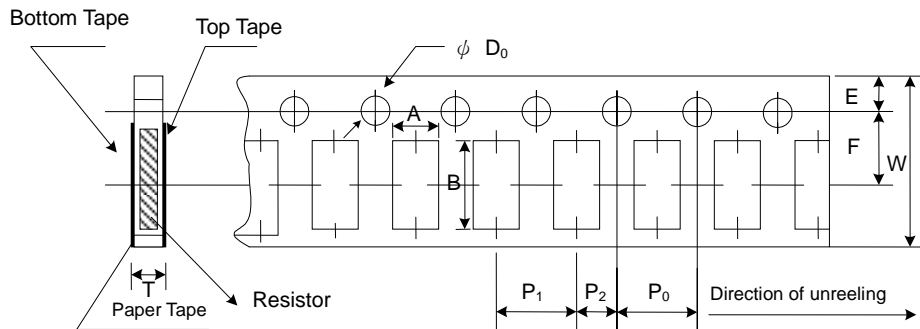 Bottom Tape
Top Tape
ψ D₀
A
E
F
W
B
T
Paper Tape
Resistor
P₁
P₂
P₀
Direction of unreeling